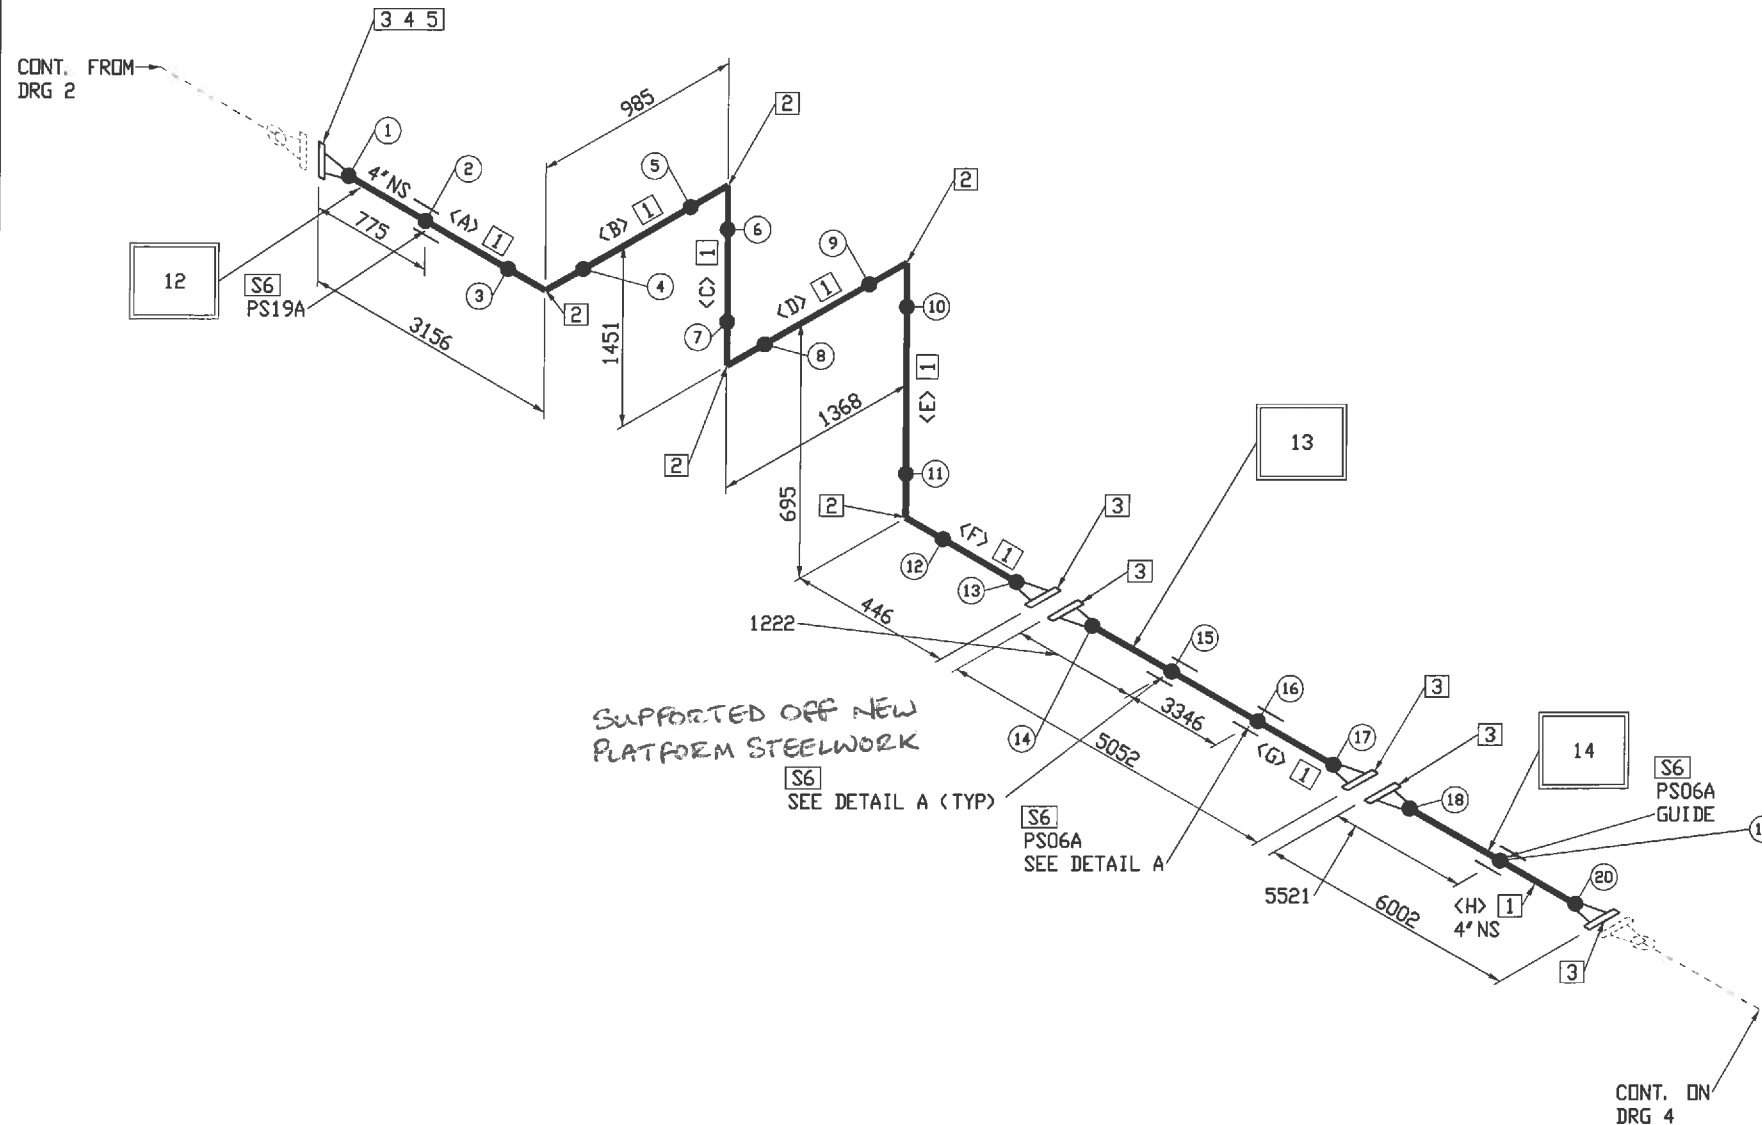 3 4 5
CONT. FROM
DRG 2
985
2
1
5
2
4"NS
2
<A> 1
<B> 1
6
9
10
775
12
S6
PS19A
3
4
2
<C> 1
7
<D> 1
8
3156
1451
1368
<E> 1
13
2
11
695
2
<F> 1
3
12
13
3
446
1222
15
16
3
SUPPORTED OFF NEW
PLATFORM STEELWORK
14
3346
5052
<G> 1
17
3
14
S6
PS06A
GUIDE
S6
SEE DETAIL A (TYP)
S6
PS06A
SEE DETAIL A
18
1
20
5521
6002
<H> 1
4"NS
3
CONT. ON
DRG 4